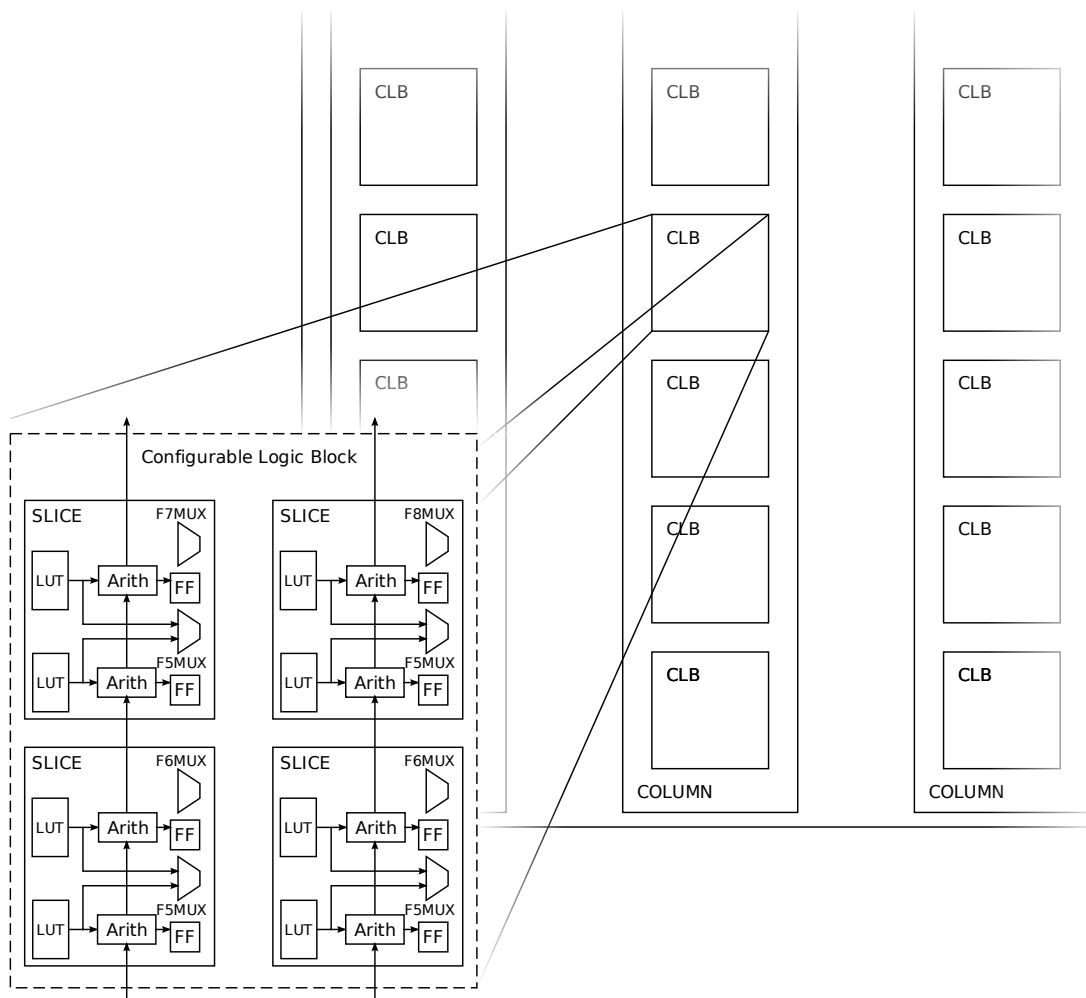 CLB CLB CLB
CLB CLB CLB
CLB CLB CLB
CLB CLB
CLB CLB
COLUMN COLUMN
Configurable Logic Block
SLICE F7MUX
LUT Arith FF
F5MUX
LUT Arith FF
SLICE F8MUX
LUT Arith FF
F5MUX
LUT Arith FF
SLICE F6MUX
LUT Arith FF
F5MUX
LUT Arith FF
SLICE F6MUX
LUT Arith FF
F5MUX
LUT Arith FF